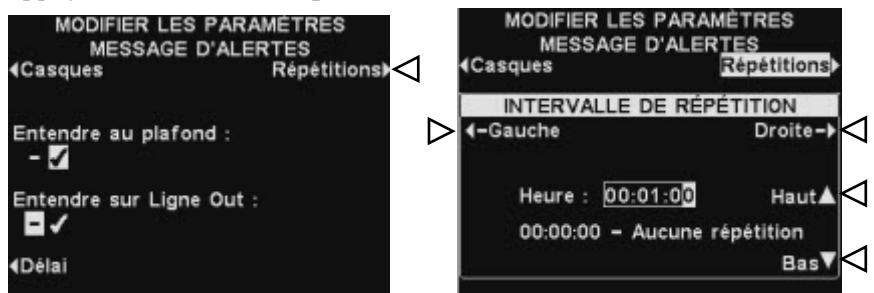 MODIFIER LES PARAMÈTRES
MESSAGE D'ALERTES
Casques Répétitions
Entendre au plafond :
- ✓
Entendre sur Ligne Out :
- ✓
Délai
MODIFIER LES PARAMÈTRES
MESSAGE D'ALERTES
Casques Répétitions
INTERVALLE DE RÉPÉTITION
-Gauche Droite-
Heure : 00:01:00 Haut
00:00:00 - Aucune répétition
Bas